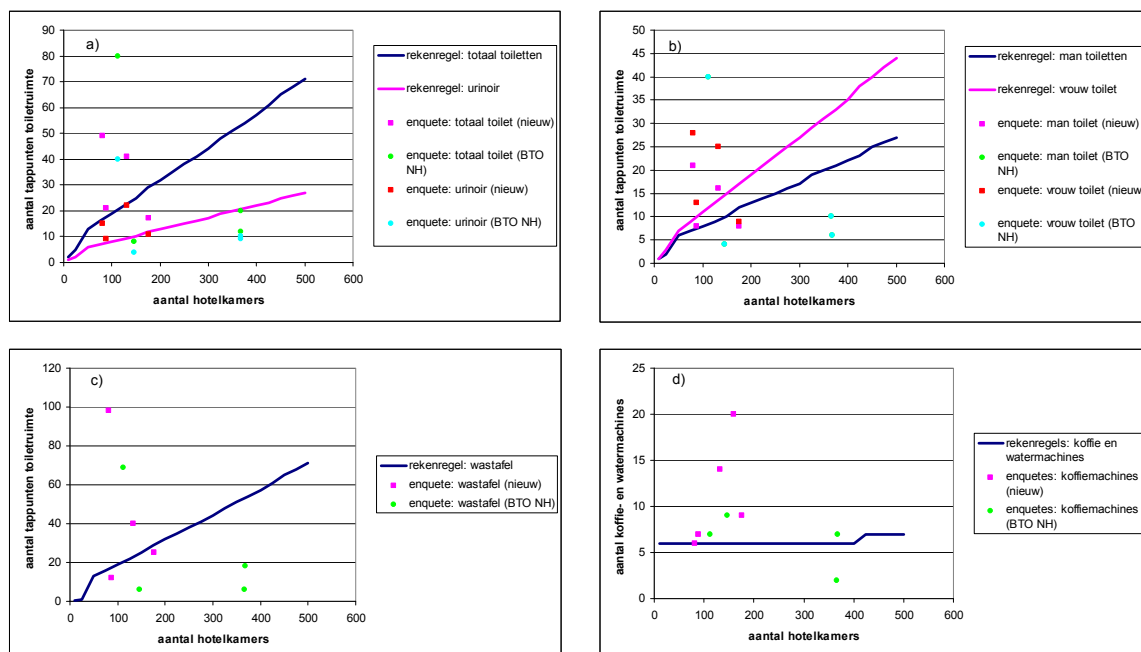 a)
90
80
70
60
50
40
30
20
10
0
0 100 200 300 400 500 600
aantal tappunten toiletruimte
aantal hotelkamers
rekenregel: totaal toiletten
rekenregel: urinoir
enquete: totaal toilet (nieuw)
enquete: totaal toilet (BTO
NH)
enquete: urinoir (nieuw)
enquete: urinoir (BTO NH)
b)
50
45
40
35
30
25
20
15
10
5
0
0 100 200 300 400 500 600
aantal tappunten toiletruimte
aantal hotelkamers
rekenregel: man toiletten
rekenregel: vrouw toilet
enquete: man toilet (nieuw)
enquete: man toilet (BTO
NH)
enquete: vrouw toilet (nieuw
enquete: vrouw toilet (BTO
NH)
c)
120
100
80
60
40
20
0
0 100 200 300 400 500 600
aantal tappunten toiletruimte
aantal hotelkamers
rekenregel: wastafel
enquete: wastafel (nieuw)
enquete: wastafel (BTO NH)
d)
25
20
15
10
5
0
0 100 200 300 400 500 600
aantal koffie- en watermachines
aantal hotelkamers
rekenregels: koffie en
watermachines
enquetes: koffiemachines
(nieuw)
enquetes: koffiemachines
(BTO NH)